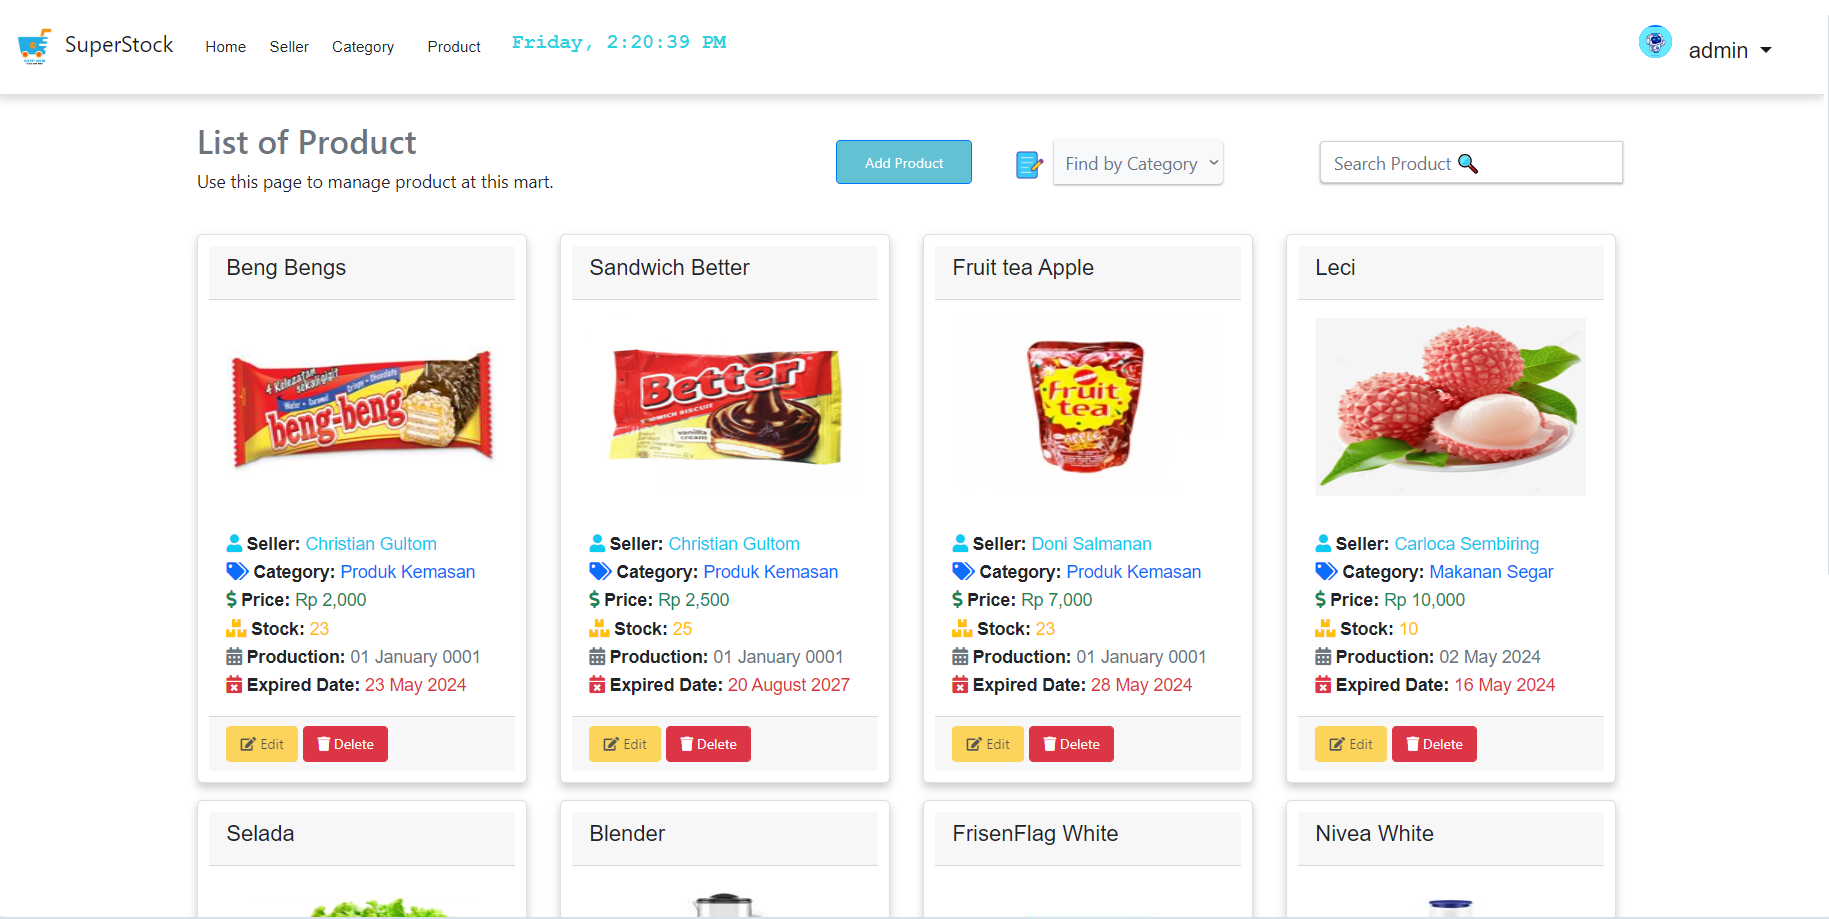 SuperStock
Home
Seller
Category
Product
Friday, 2:20:39 PM
admin
List of Product
Use this page to manage product at this mart.
Add Product
Find by Category
Search Product
Beng Bengs
4 Kelezatan
sekaligigit
Wafer + Caramel
Crispy + Chocolate
beng-beng
Seller: Christian Gultom
Category: Produk Kemasan
Price: Rp 2,000
Stock: 23
Production: 01 January 0001
Expired Date: 23 May 2024
Edit
Delete
Sandwich Better
Better
SANDWICH BISCUIT
vanilla
cream
Seller: Christian Gultom
Category: Produk Kemasan
Price: Rp 2,500
Stock: 25
Production: 01 January 0001
Expired Date: 20 August 2027
Edit
Delete
Fruit tea Apple
Fruit
tea
APPLE
Seller: Doni Salmanan
Category: Produk Kemasan
Price: Rp 7,000
Stock: 23
Production: 01 January 0001
Expired Date: 28 May 2024
Edit
Delete
Leci
Seller: Carloca Sembiring
Category: Makanan Segar
Price: Rp 10,000
Stock: 10
Production: 02 May 2024
Expired Date: 16 May 2024
Edit
Delete
Selada
Blender
FrisenFlag White
Nivea White